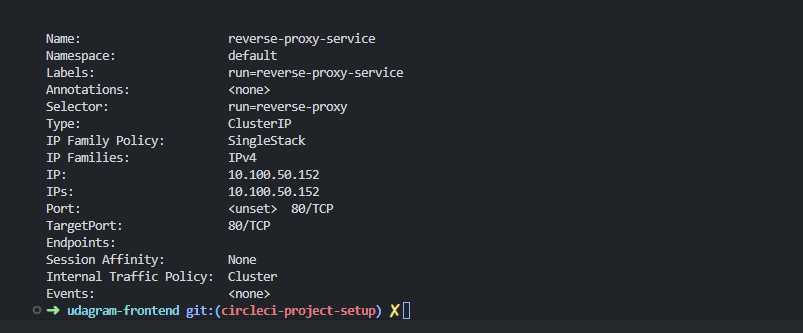 Name: reverse-proxy-service
Namespace: default
Labels: run=reverse-proxy-service
Annotations: <none>
Selector: run=reverse-proxy
Type: ClusterIP
IP Family Policy: SingleStack
IP Families: IPv4
IP: 10.100.50.152
IPs: 10.100.50.152
Port: <unset> 80/TCP
TargetPort: 80/TCP
Endpoints:
Session Affinity: None
Internal Traffic Policy: Cluster
Events: <none>
➜ udagram-frontend git:(circleci-project-setup) ✗